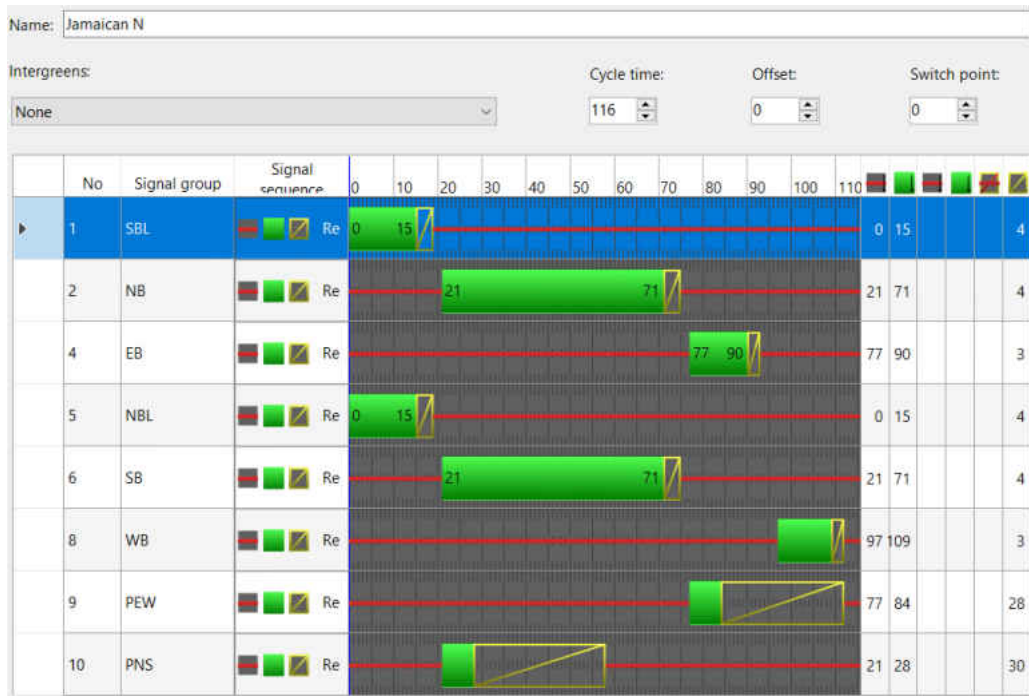 Name: Jamaican N
Intergreens: Cycle time: Offset: Switch point:
None 116 0 0
No Signal group Signal sequence 0 10 20 30 40 50 60 70 80 90 100 110
1 SBL Re 0 15 0 15 4
2 NB Re 21 71 21 71 4
4 EB Re 77 90 77 90 3
5 NBL Re 0 15 0 15 4
6 SB Re 21 71 21 71 4
8 WB Re 97 109 3
9 PEW Re 77 84 28
10 PNS Re 21 28 30